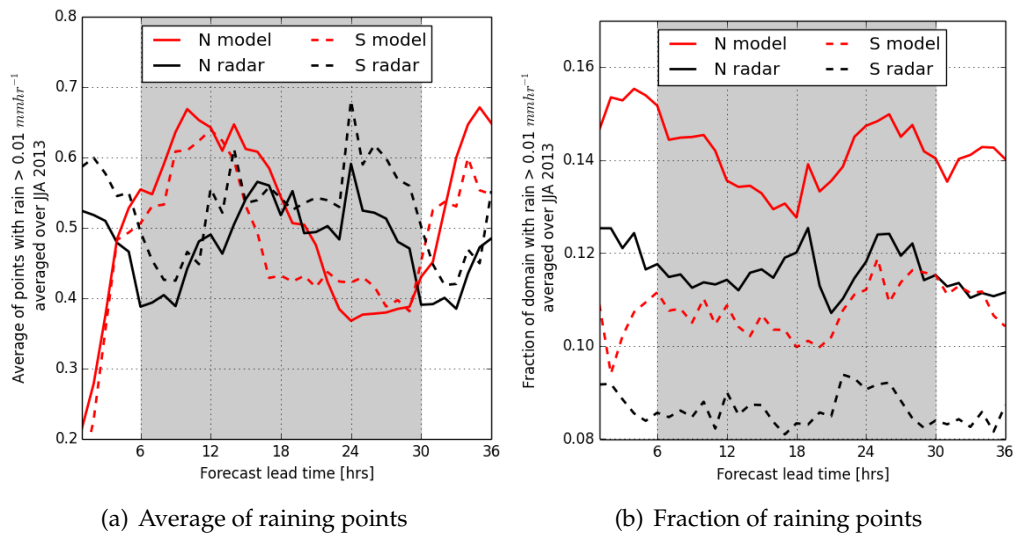 Average of points with rain > 0.01 mmhr⁻¹
averaged over JJA 2013
0.8
0.7
0.6
0.5
0.4
0.3
0.2
N model
N radar
S model
S radar
6
12
18
24
30
36
Forecast lead time [hrs]
(a) Average of raining points
Fraction of domain with rain > 0.01 mmhr⁻¹
averaged over JJA 2013
0.16
0.14
0.12
0.10
0.08
N model
N radar
S model
S radar
6
12
18
24
30
36
Forecast lead time [hrs]
(b) Fraction of raining points